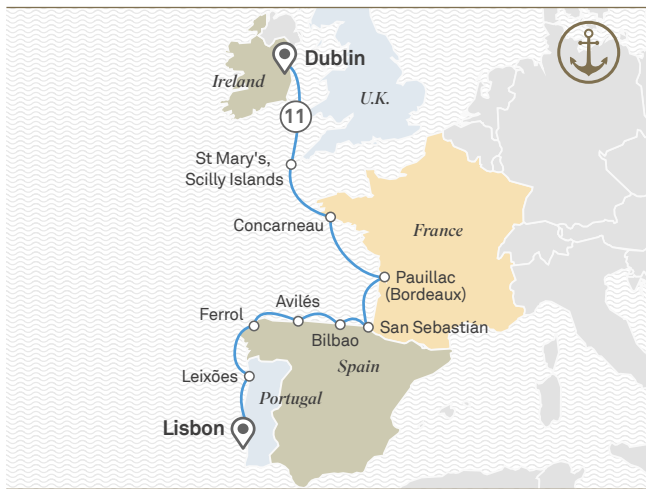 Dublin
Ireland
U.K.
11
St Mary's,
Scilly Islands
Concarneau
France
Pauillac
(Bordeaux)
Avilés
Ferrol
San Sebastián
Bilbao
Spain
Leixões
Portugal
Lisbon